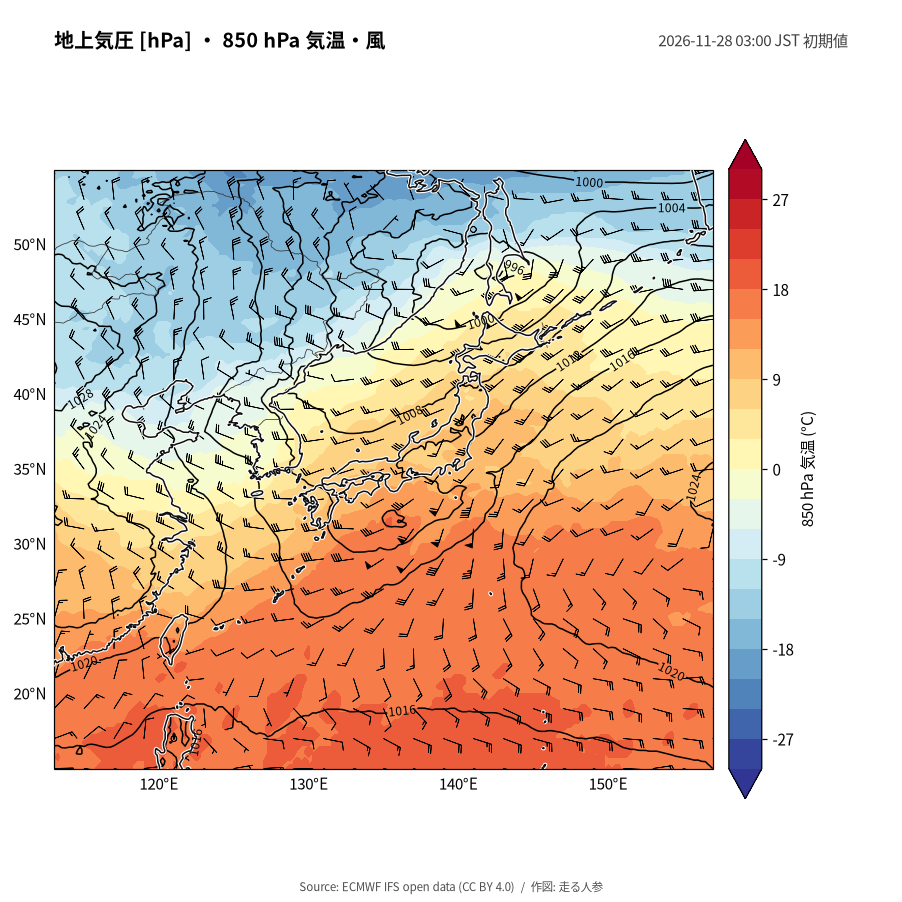 地上気圧 [hPa] ・ 850 hPa 気温・風
2026-11-28 03:00 JST 初期値
1000
1004
996
1000
1012
1016
1008
1028
1024
1024
1020
1020
1016
1016
50°N
45°N
40°N
35°N
30°N
25°N
20°N
120°E
130°E
140°E
150°E
27
18
9
0
-9
-18
-27
850 hPa 気温 (°C)
Source: ECMWF IFS open data (CC BY 4.0) / 作図: 走る人参